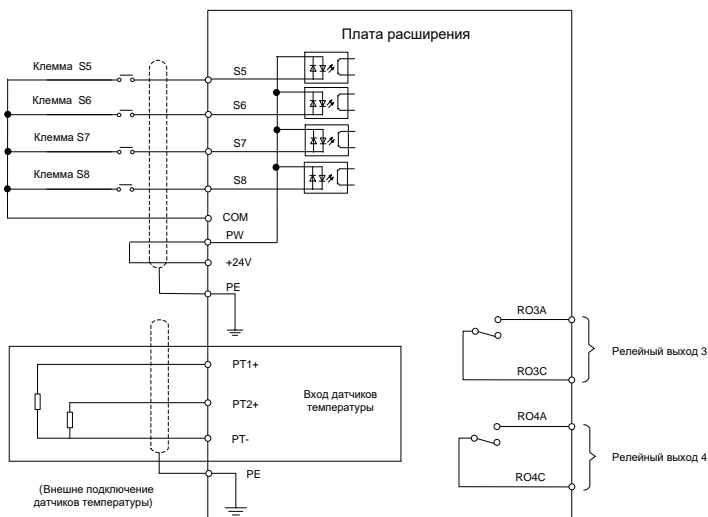 Плата расширения
Клемма S5
S5
Клемма S6
S6
Клемма S7
S7
Клемма S8
S8
COM
PW
+24V
PE
RO3A
Релейный выход 3
RO3C
PT1+
Вход датчиков
температуры
PT2+
PT-
RO4A
Релейный выход 4
RO4C
PE
(Внешне подключение
датчиков температуры)